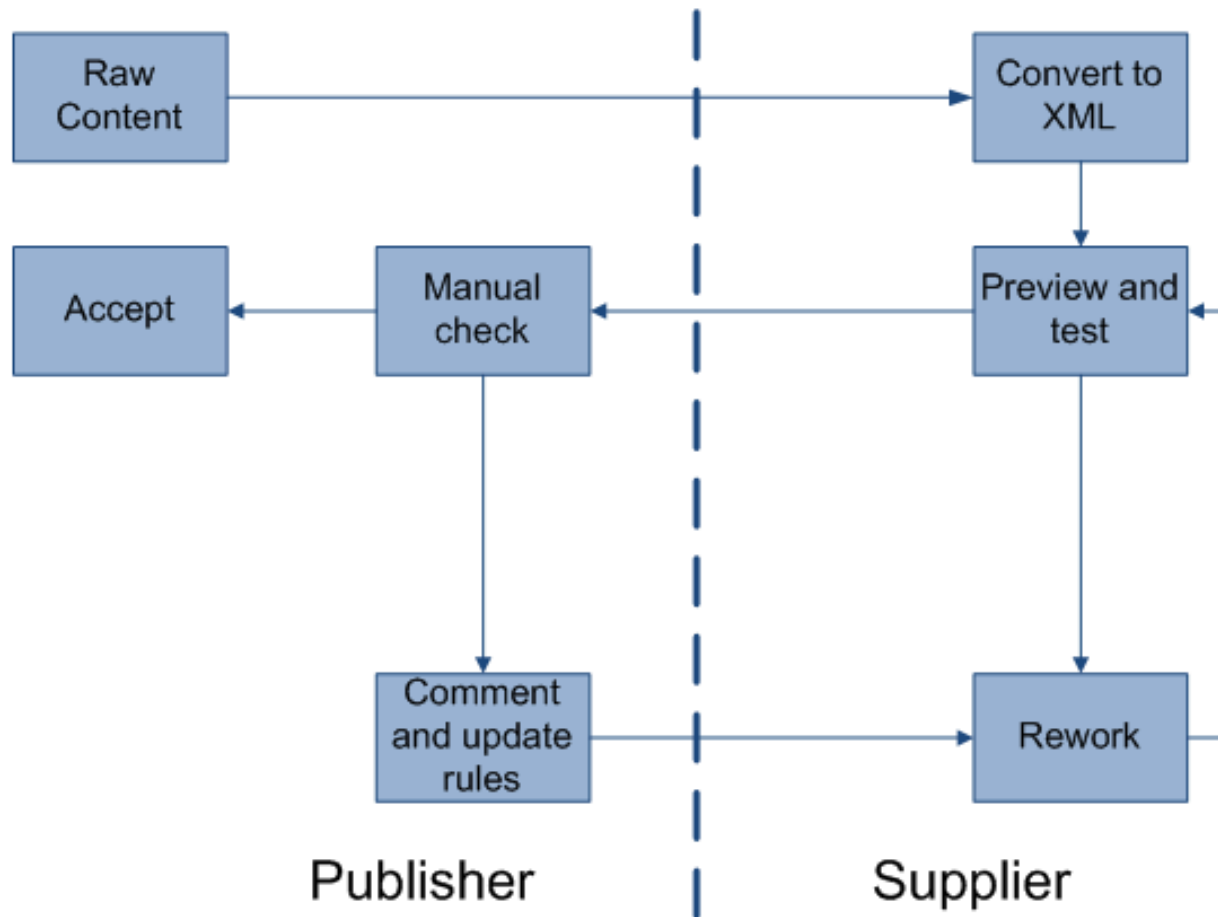 Raw
Content
Convert to
XML
Accept
Manual
check
Preview and
test
Comment
and update
rules
Rework
Publisher
Supplier